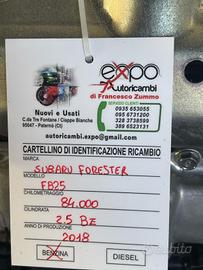 expo
Autoricambi
di Francesco Zummo
Nuovi e Usati
C.da Tre Fontane / Cioppe Bianche
95047 - Paternò (Ct)
SERVIZIO CLIENTI
0935 653055
095 6731200
328 3738599
389 6523131
autoricambi.expo@gmail.com
CARTELLINO DI IDENTIFICAZIONE RICAMBIO
MARCA
SUBARU FORESTER
MODELLO
FB25
CHILOMETRAGGIO
84.000
CILINDRATA
2.5 BZ
ANNO DI PRODUZIONE
2018
BENZINA
DIESEL
subito